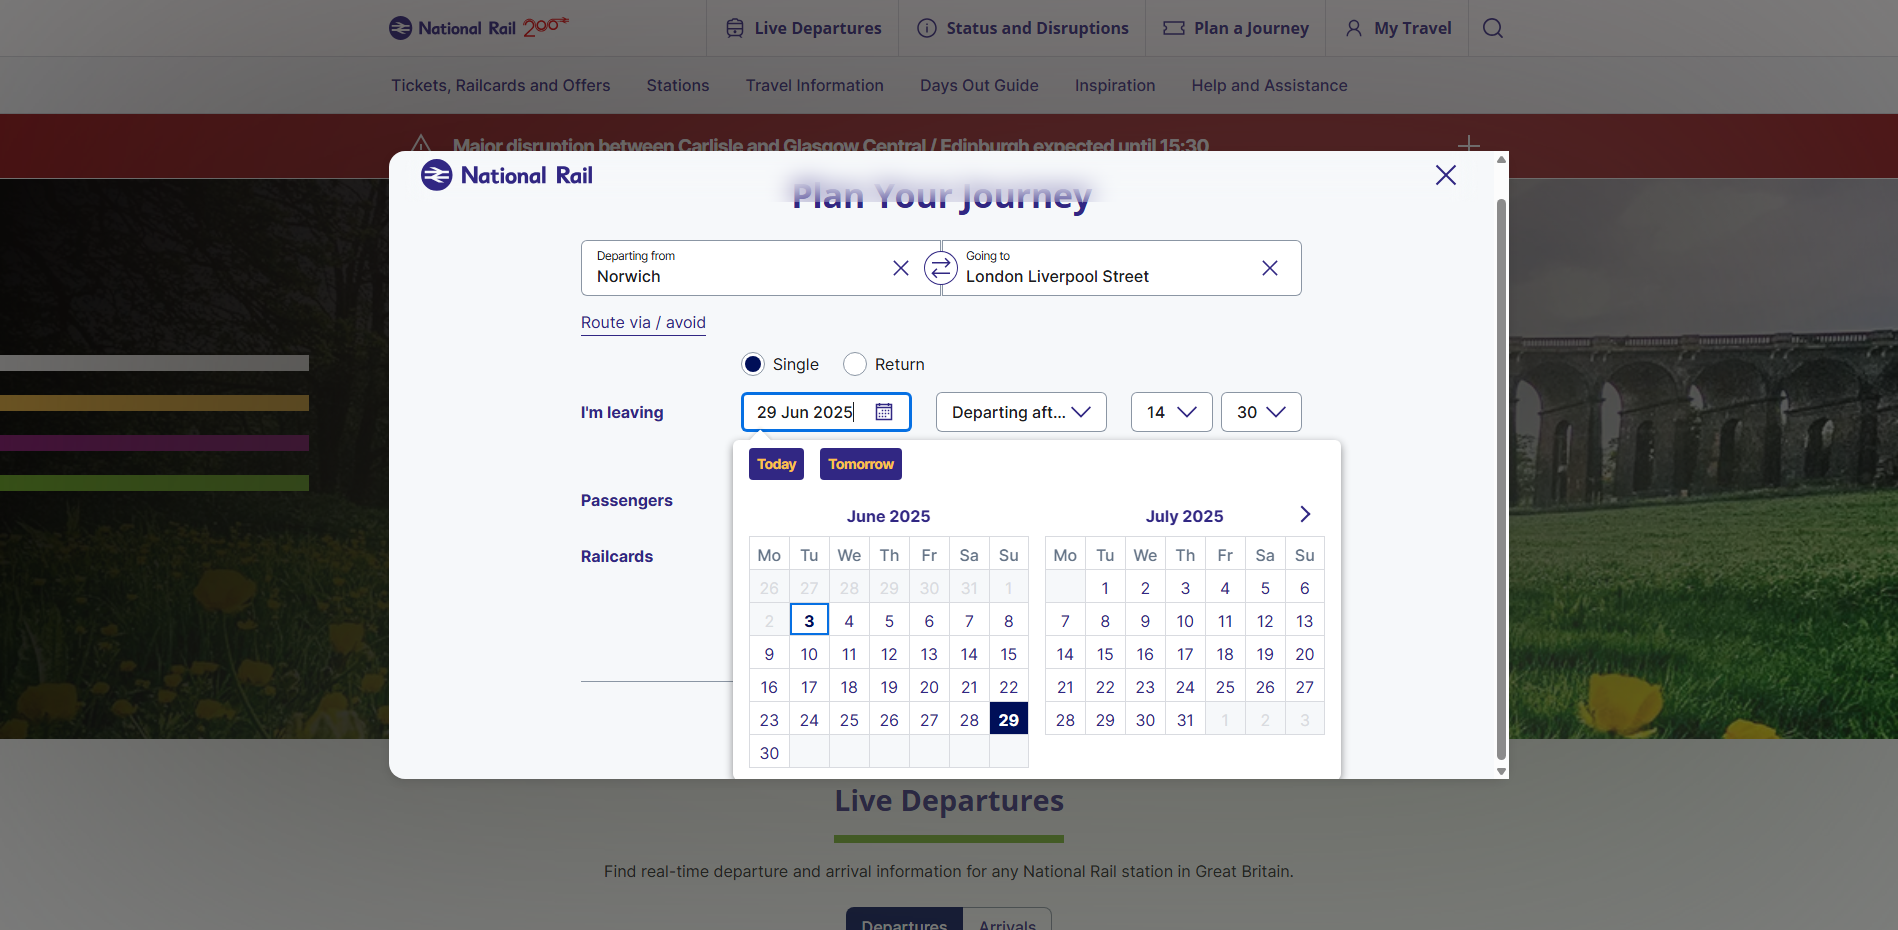 National Rail 200
Live Departures
Status and Disruptions
Plan a Journey
My Travel
Tickets, Railcards and Offers
Stations
Travel Information
Days Out Guide
Inspiration
Help and Assistance
Major disruption between Carlisle and Glasgow Central / Edinburgh expected until 15:30
National Rail
Plan Your Journey
Departing from
Norwich
Going to
London Liverpool Street
Route via / avoid
Single
Return
I'm leaving
29 Jun 2025
Departing aft...
14
30
Today
Tomorrow
Passengers
Railcards
June 2025
Mo Tu We Th Fr Sa Su
26 27 28 29 30 31 1
2 3 4 5 6 7 8
9 10 11 12 13 14 15
16 17 18 19 20 21 22
23 24 25 26 27 28 29
30
July 2025
Mo Tu We Th Fr Sa Su
1 2 3 4 5 6
7 8 9 10 11 12 13
14 15 16 17 18 19 20
21 22 23 24 25 26 27
28 29 30 31 1 2 3
Live Departures
Find real-time departure and arrival information for any National Rail station in Great Britain.
Departures
Arrivals